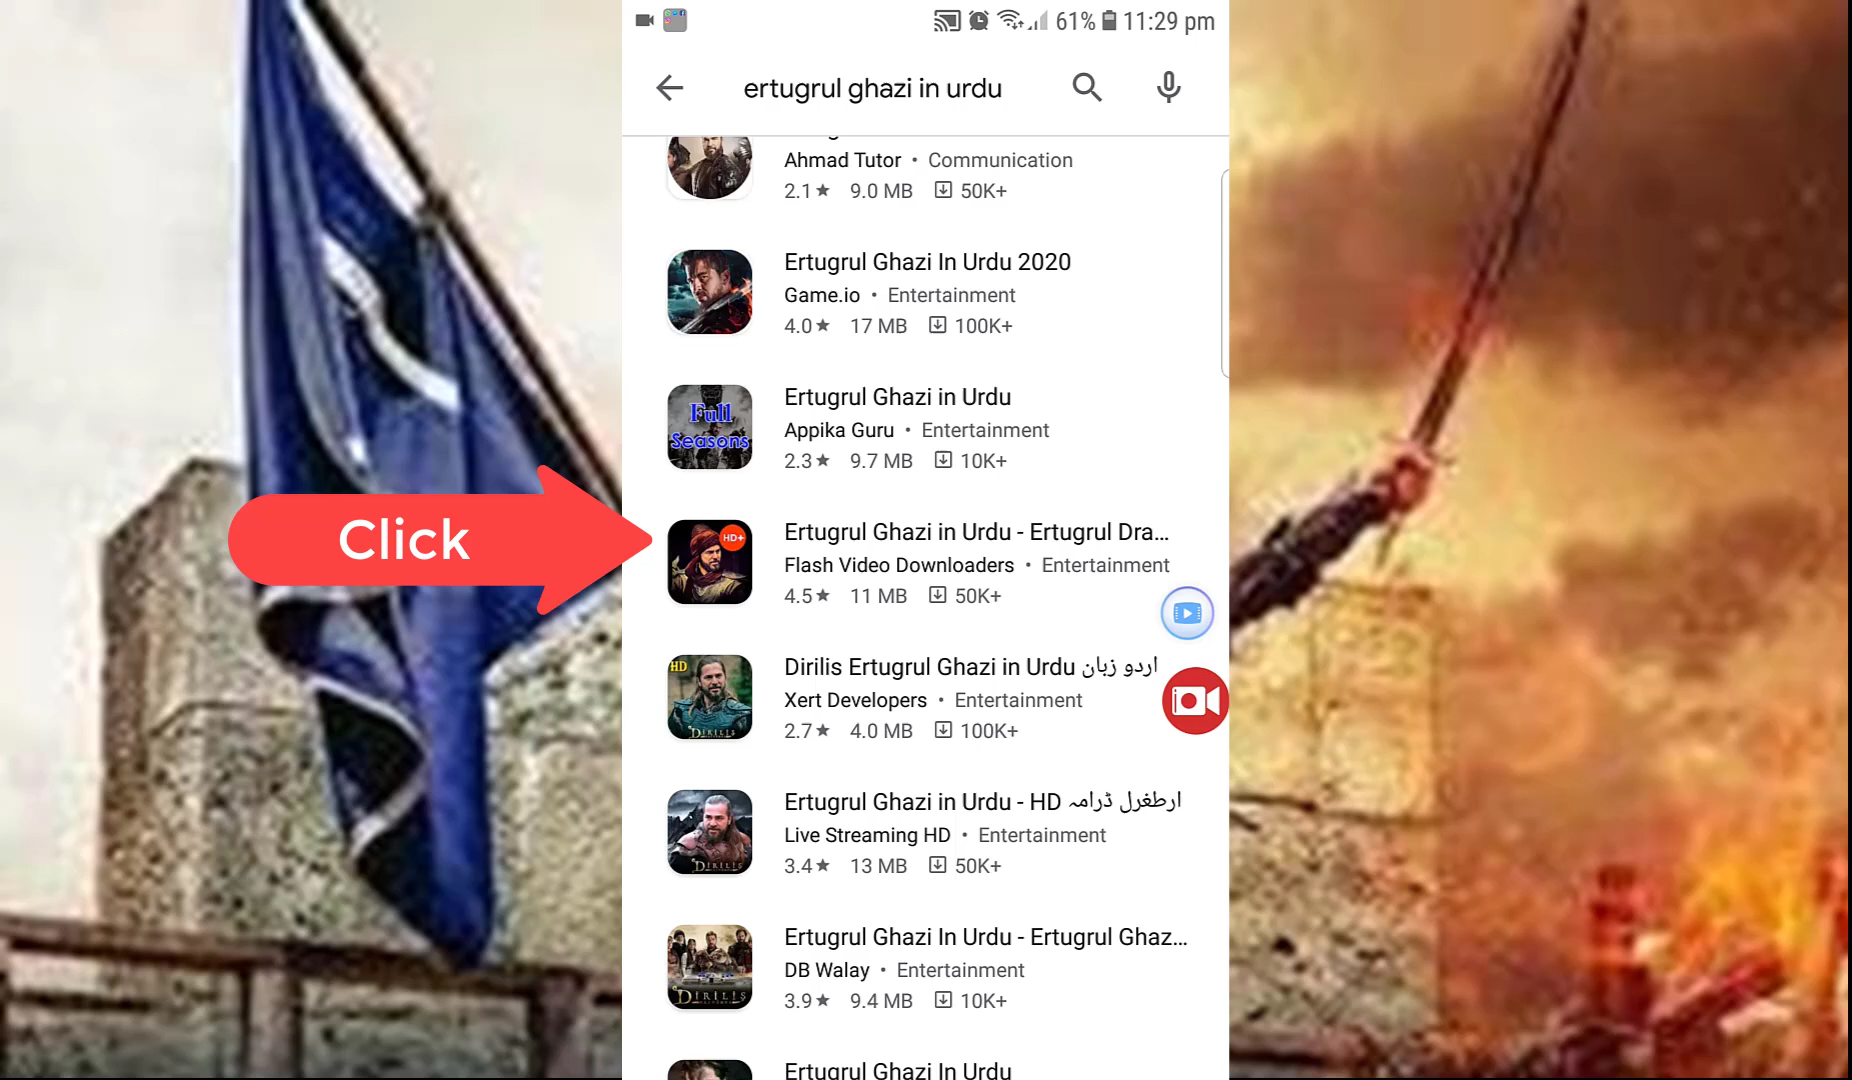 61% 11:29 pm
ertugrul ghazi in urdu
Ahmad Tutor • Communication
2.1★ 9.0 MB 50K+
Ertugrul Ghazi In Urdu 2020
Game.io • Entertainment
4.0★ 17 MB 100K+
Full
Seasons
Ertugrul Ghazi in Urdu
Appika Guru • Entertainment
2.3★ 9.7 MB 10K+
Click
HD+
Ertugrul Ghazi in Urdu - Ertugrul Dra...
Flash Video Downloaders • Entertainment
4.5★ 11 MB 50K+
HD
DIRILIS
Dirilis Ertugrul Ghazi in Urdu اردو زبان
Xert Developers • Entertainment
2.7★ 4.0 MB 100K+
DIRILIS
Ertugrul Ghazi in Urdu - HD ارطغرل ڈرامہ
Live Streaming HD • Entertainment
3.4★ 13 MB 50K+
DIRILIS
Ertugrul Ghazi In Urdu - Ertugrul Ghaz...
DB Walay • Entertainment
3.9★ 9.4 MB 10K+
Ertugrul Ghazi In Urdu